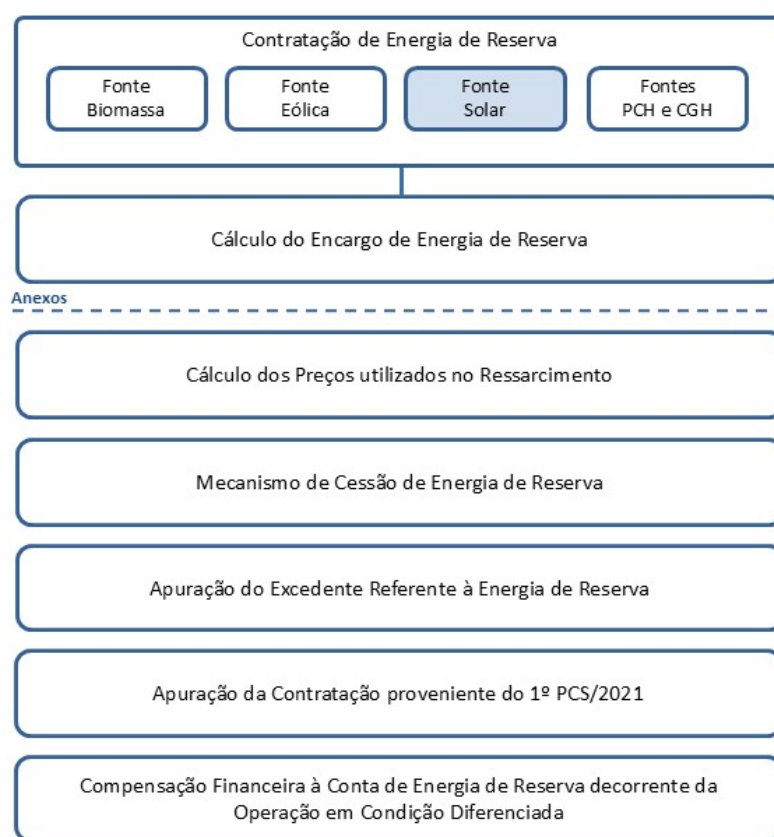 Contratação de Energia de Reserva
Fonte
Biomassa
Fonte
Eólica
Fonte
Solar
Fontes
PCH e CGH
Cálculo do Encargo de Energia de Reserva
Anexos
Cálculo dos Preços utilizados no Ressarcimento
Mecanismo de Cessão de Energia de Reserva
Apuração do Excedente Referente à Energia de Reserva
Apuração da Contratação proveniente do 1º PCS/2021
Compensação Financeira à Conta de Energia de Reserva decorrente da
Operação em Condição Diferenciada